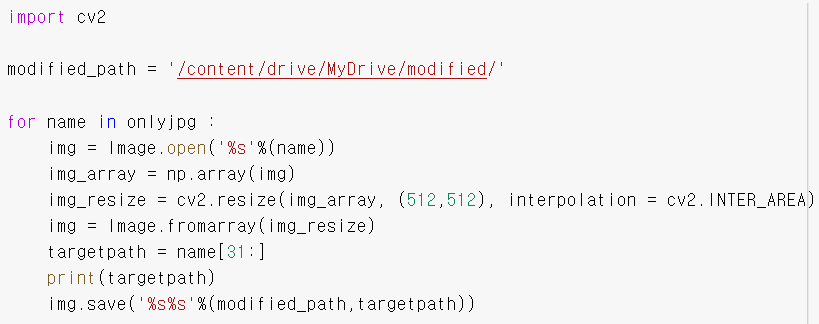 import cv2
modified_path = '/content/drive/MyDrive/modified/'
for name in onlyjpg :
    img = Image.open('%s'%(name))
    img_array = np.array(img)
    img_resize = cv2.resize(img_array, (512,512), interpolation = cv2.INTER_AREA)
    img = Image.fromarray(img_resize)
    targetpath = name[31:]
    print(targetpath)
    img.save('%s%s'%(modified_path,targetpath))